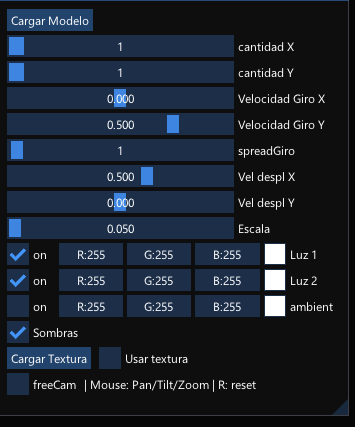 Cargar Modelo
1 cantidad X
1 cantidad Y
0.000 Velocidad Giro X
0.500 Velocidad Giro Y
1 spreadGiro
0.500 Vel despl X
0.000 Vel despl Y
0.050 Escala
on R:255 G:255 B:255 Luz 1
on R:255 G:255 B:255 Luz 2
on R:255 G:255 B:255 ambient
Sombras
Cargar Textura Usar textura
freeCam | Mouse: Pan/Tilt/Zoom | R: reset